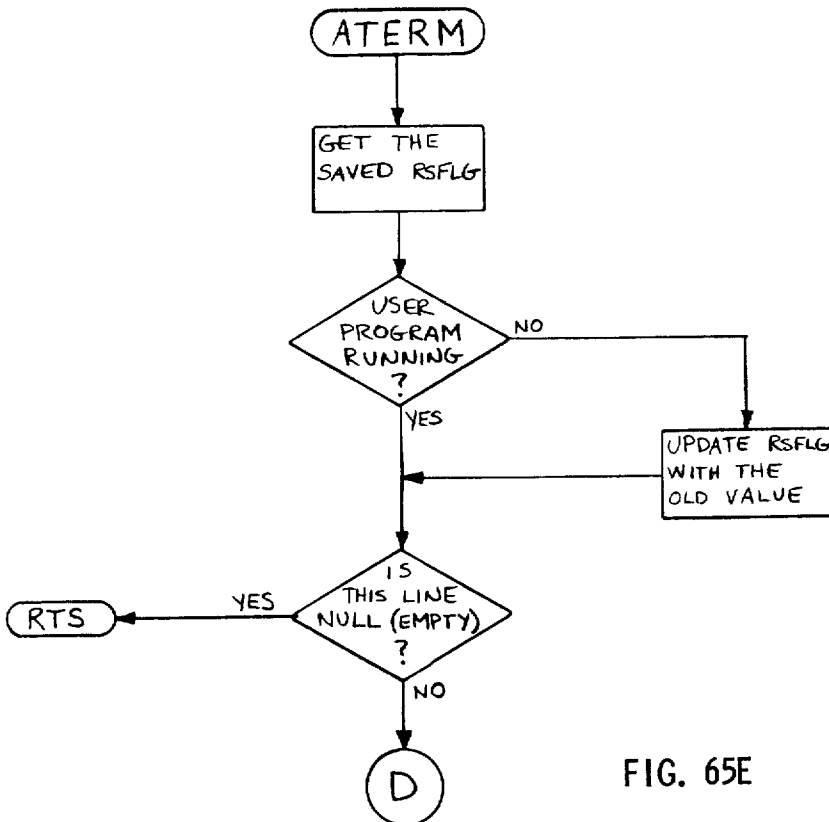 ATERM
GET THE
SAVED RSFLG
USER
PROGRAM
RUNNING
?
NO
YES
UPDATE RSFLG
WITH THE
OLD VALUE
IS
THIS LINE
NULL (EMPTY)
?
YES
RTS
NO
D
FIG. 65E